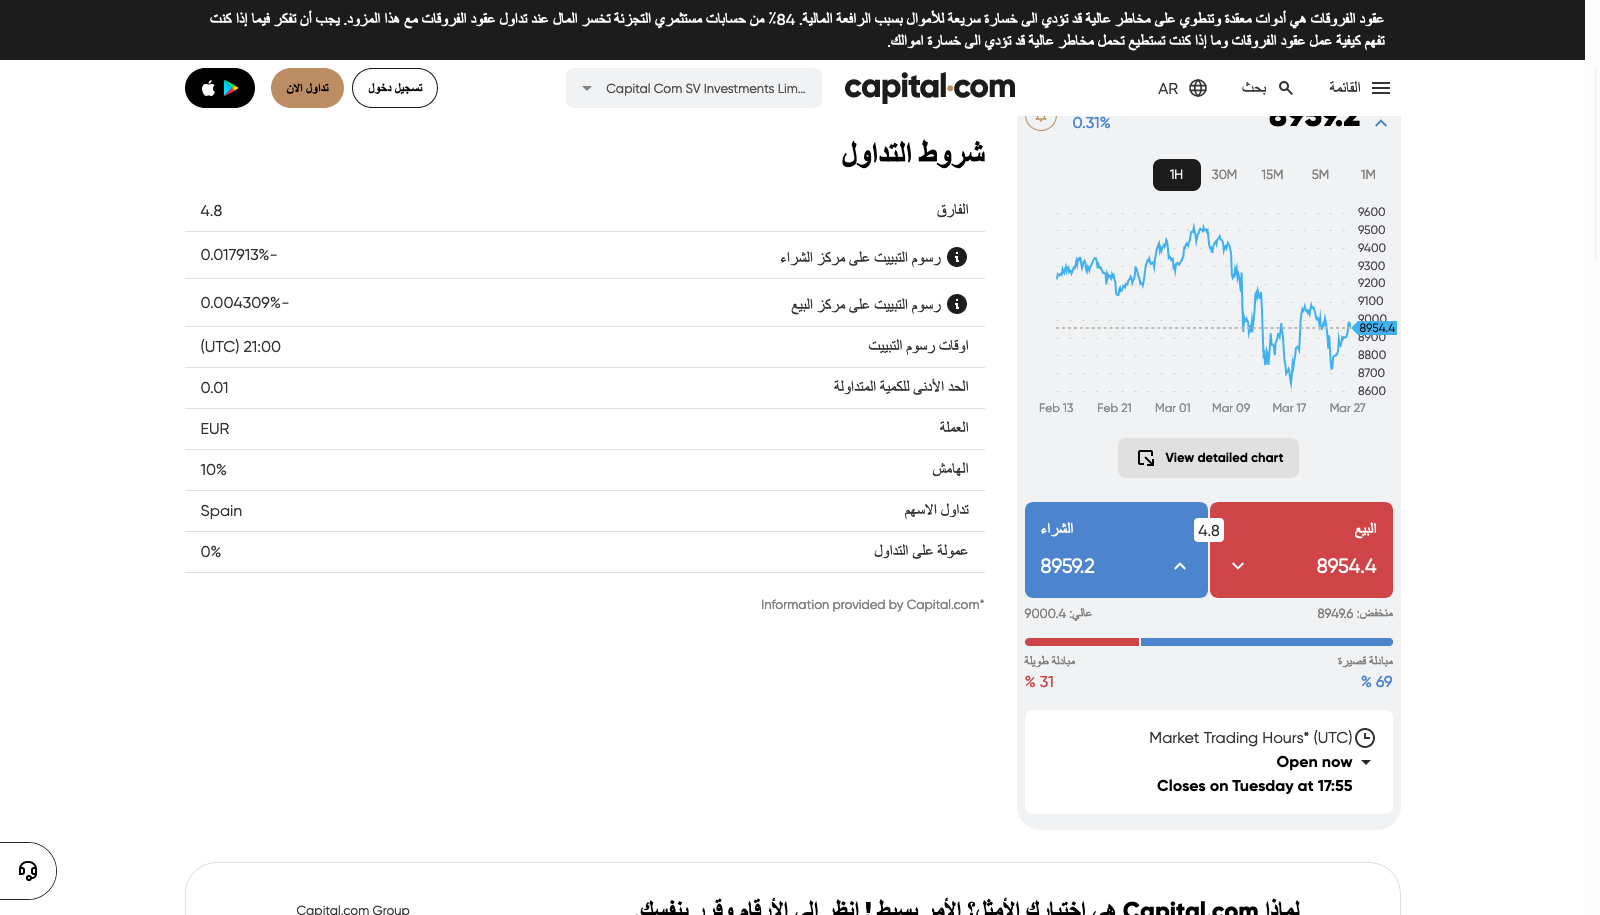 عقود الفروقات هي أدوات معقدة وتنطوي على مخاطر عالية قد تؤدي الى خسارة سريعة للأموال بسبب الرافعة المالية. 84٪ من حسابات مستثمري التجزئة تخسر المال عند تداول عقود الفروقات مع هذا المزود. يجب أن تفكر فيما إذا كنت
تفهم كيفية عمل عقود الفروقات وما إذا كنت تستطيع تحمل مخاطر عالية قد تؤدي الى خسارة اموالك.
القائمة
بحث
AR
capital.com
Capital Com SV Investments Lim...
تسجيل دخول
تداول الان
8959.2
0.31%
1H 30M 15M 5M 1M
9600
9500
9400
9300
9200
9100
9000
8954.4
8900
8800
8700
8600
Feb 13 Feb 21 Mar 01 Mar 09 Mar 17 Mar 27
View detailed chart
البيع
8954.4
4.8
الشراء
8959.2
منخفض: 8949.6
عالي: 9000.4
مبادلة قصيرة
% 69
مبادلة طويلة
% 31
Market Trading Hours* (UTC)
Open now
Closes on Tuesday at 17:55
شروط التداول
الفارق 4.8
رسوم التبييت على مركز الشراء 0.017913%-
رسوم التبييت على مركز البيع 0.004309%-
اوقات رسوم التبييت 21:00 (UTC)
الحد الأدنى للكمية المتداولة 0.01
العملة EUR
الهامش 10%
تداول الاسهم Spain
عمولة على التداول 0%
Information provided by Capital.com*
لماذا Capital.com هي اختيارك الأمثل؟ الأمر بسيط ! انظر إلى الأرقام وقرر بنفسك.
Capital.com Group